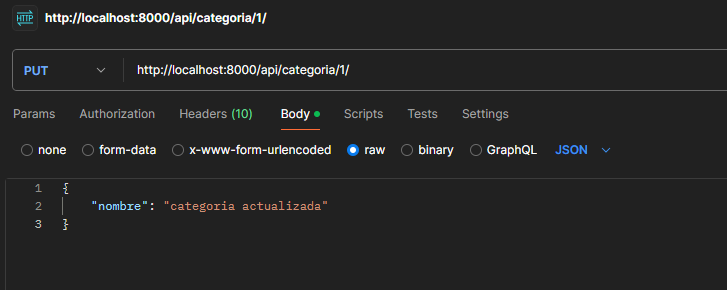 HTTP http://localhost:8000/api/categoria/1/
PUT http://localhost:8000/api/categoria/1/
Params Authorization Headers (10) Body Scripts Tests Settings
none form-data x-www-form-urlencoded raw binary GraphQL JSON
1 {
2 "nombre": "categoria actualizada"
3 }